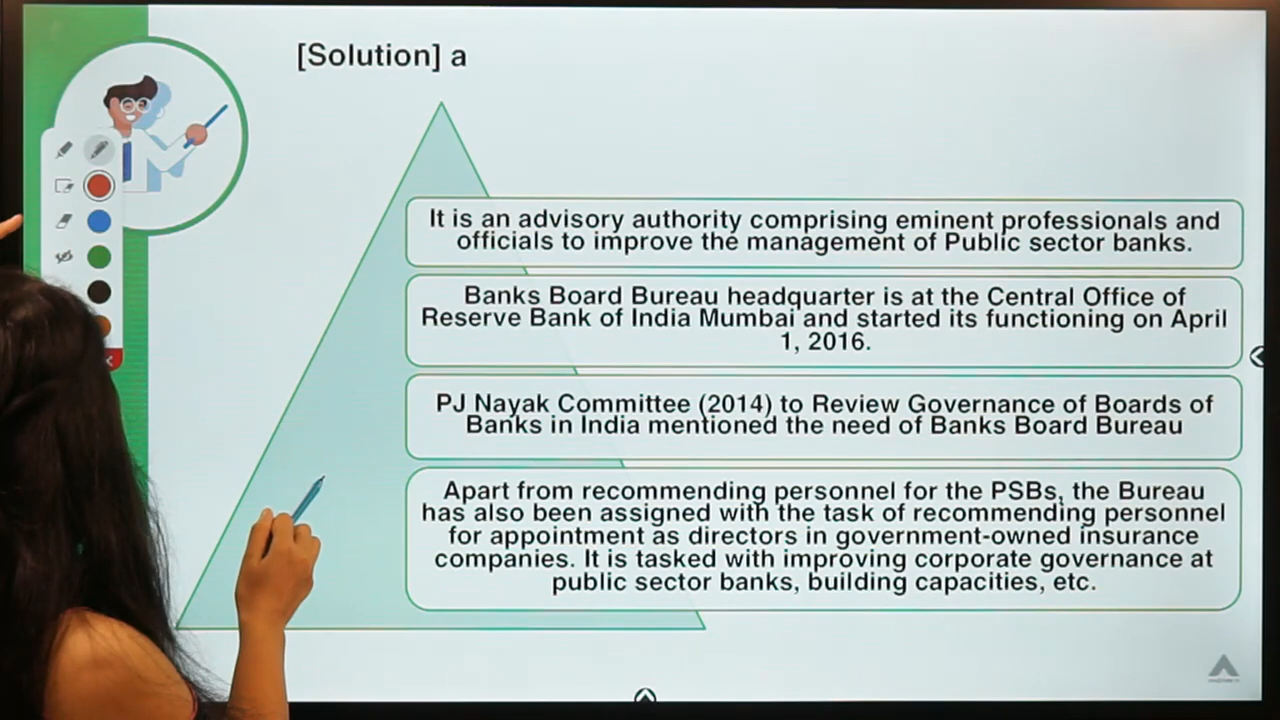 [Solution] a
It is an advisory authority comprising eminent professionals and
officials to improve the management of Public sector banks.
Banks Board Bureau headquarter is at the Central Office of
Reserve Bank of India Mumbai and started its functioning on April
1, 2016.
PJ Nayak Committee (2014) to Review Governance of Boards of
Banks in India mentioned the need of Banks Board Bureau
Apart from recommending personnel for the PSBs, the Bureau
has also been assigned with the task of recommending personnel
for appointment as directors in government-owned insurance
companies. It is tasked with improving corporate governance at
public sector banks, building capacities, etc.